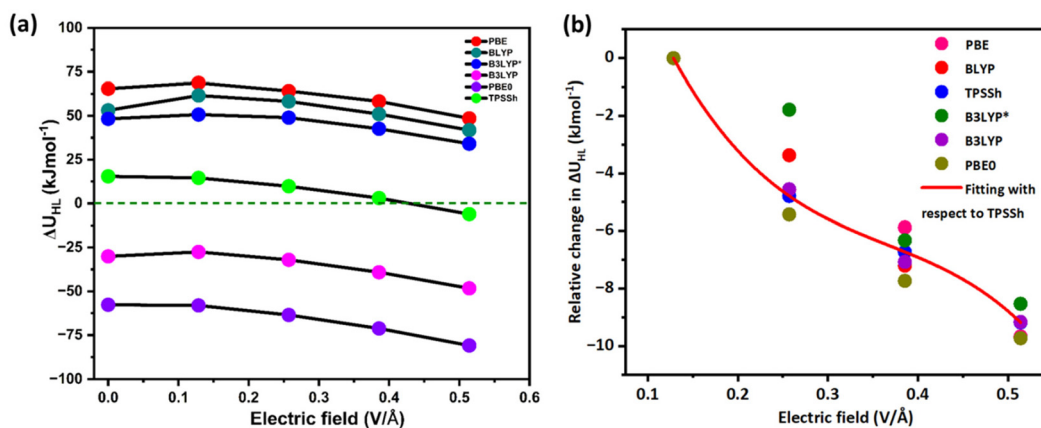 (a)
100
75
50
25
0
−25
−50
−75
−100
ΔU_HL (kJmol⁻¹)
0.0 0.1 0.2 0.3 0.4 0.5 0.6
Electric field (V/Å)
PBE
BLYP
B3LYP*
B3LYP
PBE0
TPSSh
(b)
0
−2
−4
−6
−8
−10
Relative change in ΔU_HL (kJmol⁻¹)
0.1 0.2 0.3 0.4 0.5
Electric field (V/Å)
PBE
BLYP
TPSSh
B3LYP*
B3LYP
PBE0
Fitting with
respect to TPSSh